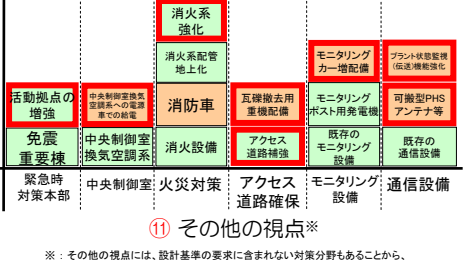 消火系
強化
消火系配管
地上化
モニタリング
カー増配備
プラント状態監視
(伝送)機能強化
活動拠点の
増強
中央制御室換気
空調系への電源
車での給電
消防車
瓦礫撤去用
重機配備
モニタリング
ポスト用発電機
可搬型PHS
アンテナ等
免震
重要棟
中央制御室
換気空調系
消火設備
アクセス
道路補強
既存の
モニタリング
設備
既存の
通信設備
緊急時
対策本部
中央制御室
火災対策
アクセス
道路確保
モニタリング
設備
通信設備
⑪ その他の視点※
※：その他の視点には、設計基準の要求に含まれない対策分野もあることから、